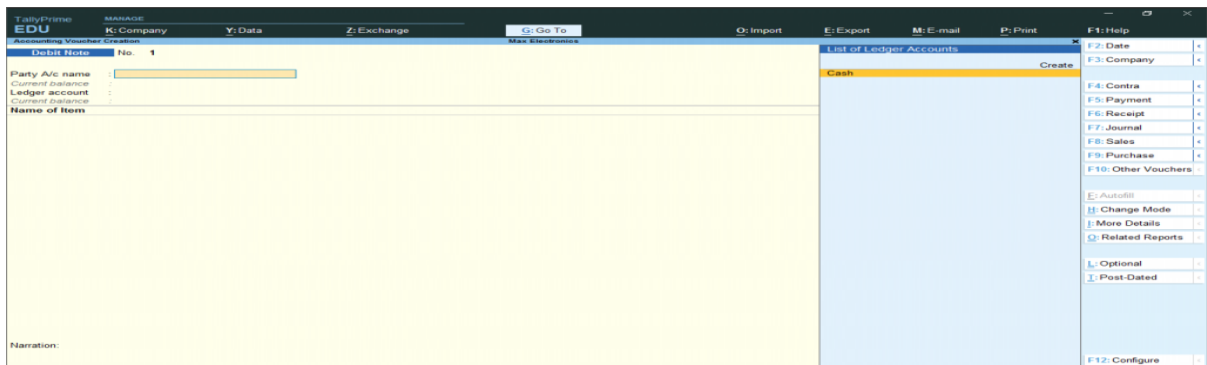 TallyPrime MANAGE
EDU K: Company Y: Data Z: Exchange G: Go To O: Import E: Export M: E-mail P: Print F1: Help
Accounting Voucher Creation Max Electronics
Debit Note No. 1
Party A/c name :
Current balance :
Ledger account :
Current balance :
Name of Item
Narration:
List of Ledger Accounts
Create
Cash
F2: Date
F3: Company
F4: Contra
F5: Payment
F6: Receipt
F7: Journal
F8: Sales
F9: Purchase
F10: Other Vouchers
E: Autofill
H: Change Mode
I: More Details
O: Related Reports
L: Optional
T: Post-Dated
F12: Configure